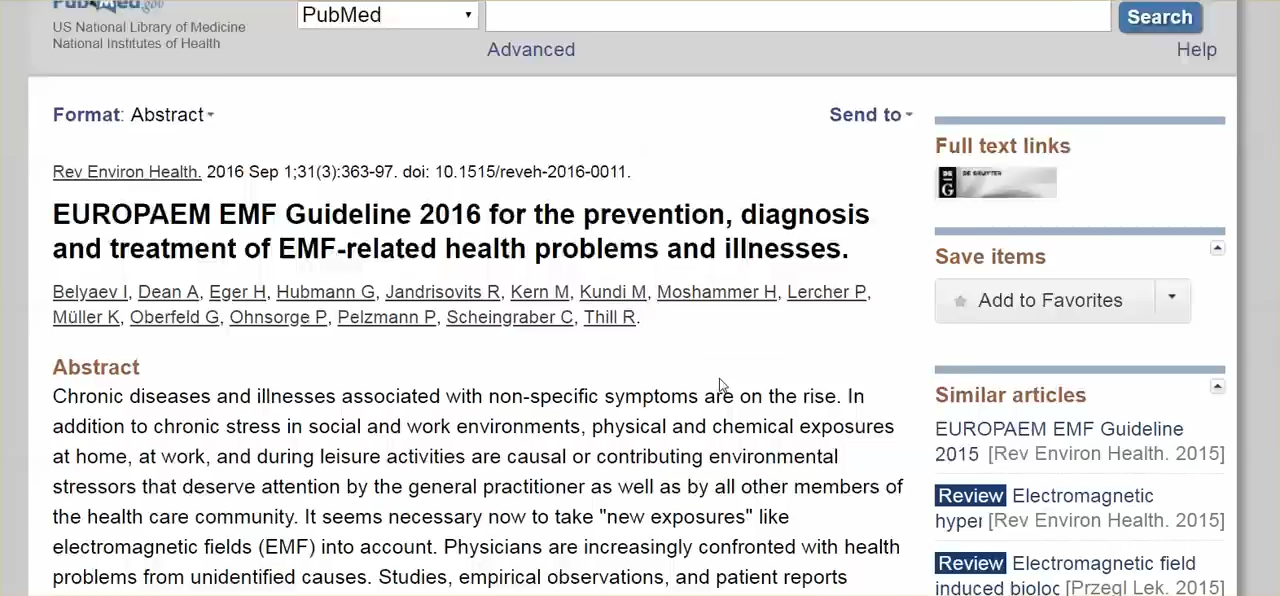 PubMed.gov
PubMed
Search
US National Library of Medicine
National Institutes of Health
Advanced
Help
Format: Abstract
Send to
Rev Environ Health. 2016 Sep 1;31(3):363-97. doi: 10.1515/reveh-2016-0011.
EUROPAEM EMF Guideline 2016 for the prevention, diagnosis
and treatment of EMF-related health problems and illnesses.
Belyaev I, Dean A, Eger H, Hubmann G, Jandrisovits R, Kern M, Kundi M, Moshammer H, Lercher P,
Müller K, Oberfeld G, Ohnsorge P, Pelzmann P, Scheingraber C, Thill R.
Abstract
Chronic diseases and illnesses associated with non-specific symptoms are on the rise. In
addition to chronic stress in social and work environments, physical and chemical exposures
at home, at work, and during leisure activities are causal or contributing environmental
stressors that deserve attention by the general practitioner as well as by all other members of
the health care community. It seems necessary now to take "new exposures" like
electromagnetic fields (EMF) into account. Physicians are increasingly confronted with health
problems from unidentified causes. Studies, empirical observations, and patient reports
Full text links
DE
G
DE GRUYTER
Save items
Add to Favorites
Similar articles
EUROPAEM EMF Guideline
2015 [Rev Environ Health. 2015]
Review Electromagnetic
hyper [Rev Environ Health. 2015]
Review Electromagnetic field
induced bioloc [Przegl Lek. 2015]